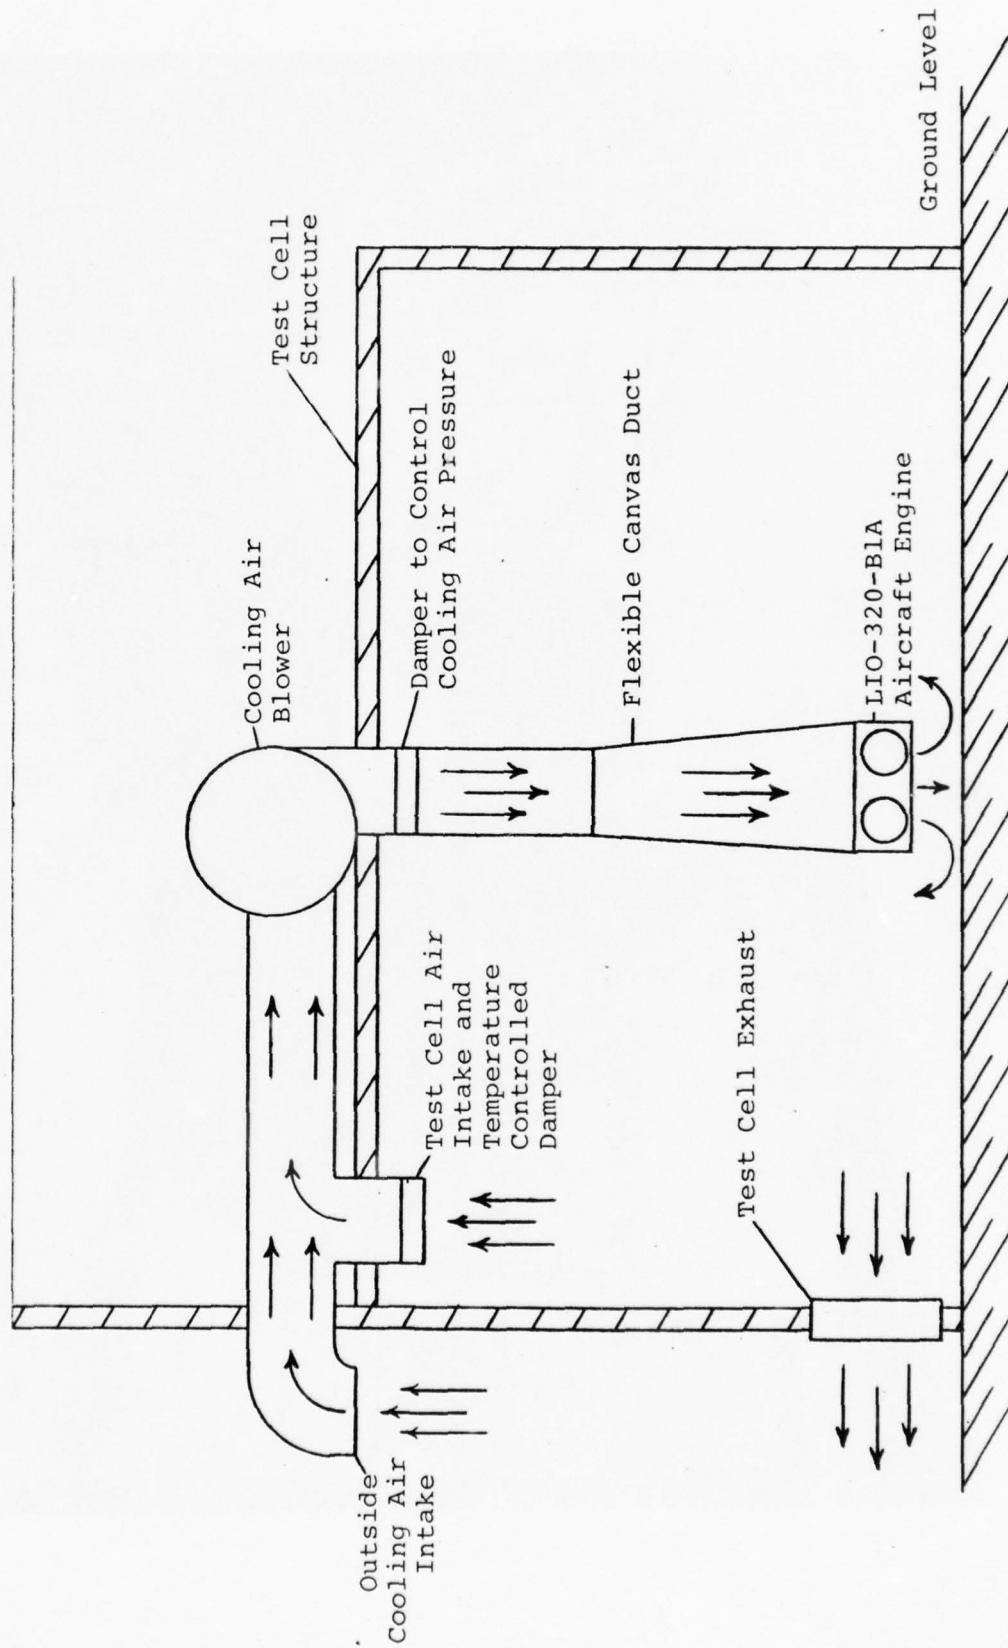 Outside
Cooling Air
Intake
Test Cell Air
Intake and
Temperature
Controlled
Damper
Test Cell Exhaust
Cooling Air
Blower
Damper to Control
Cooling Air Pressure
Flexible Canvas Duct
LIO-320-B1A
Aircraft Engine
Test Cell
Structure
Ground Level